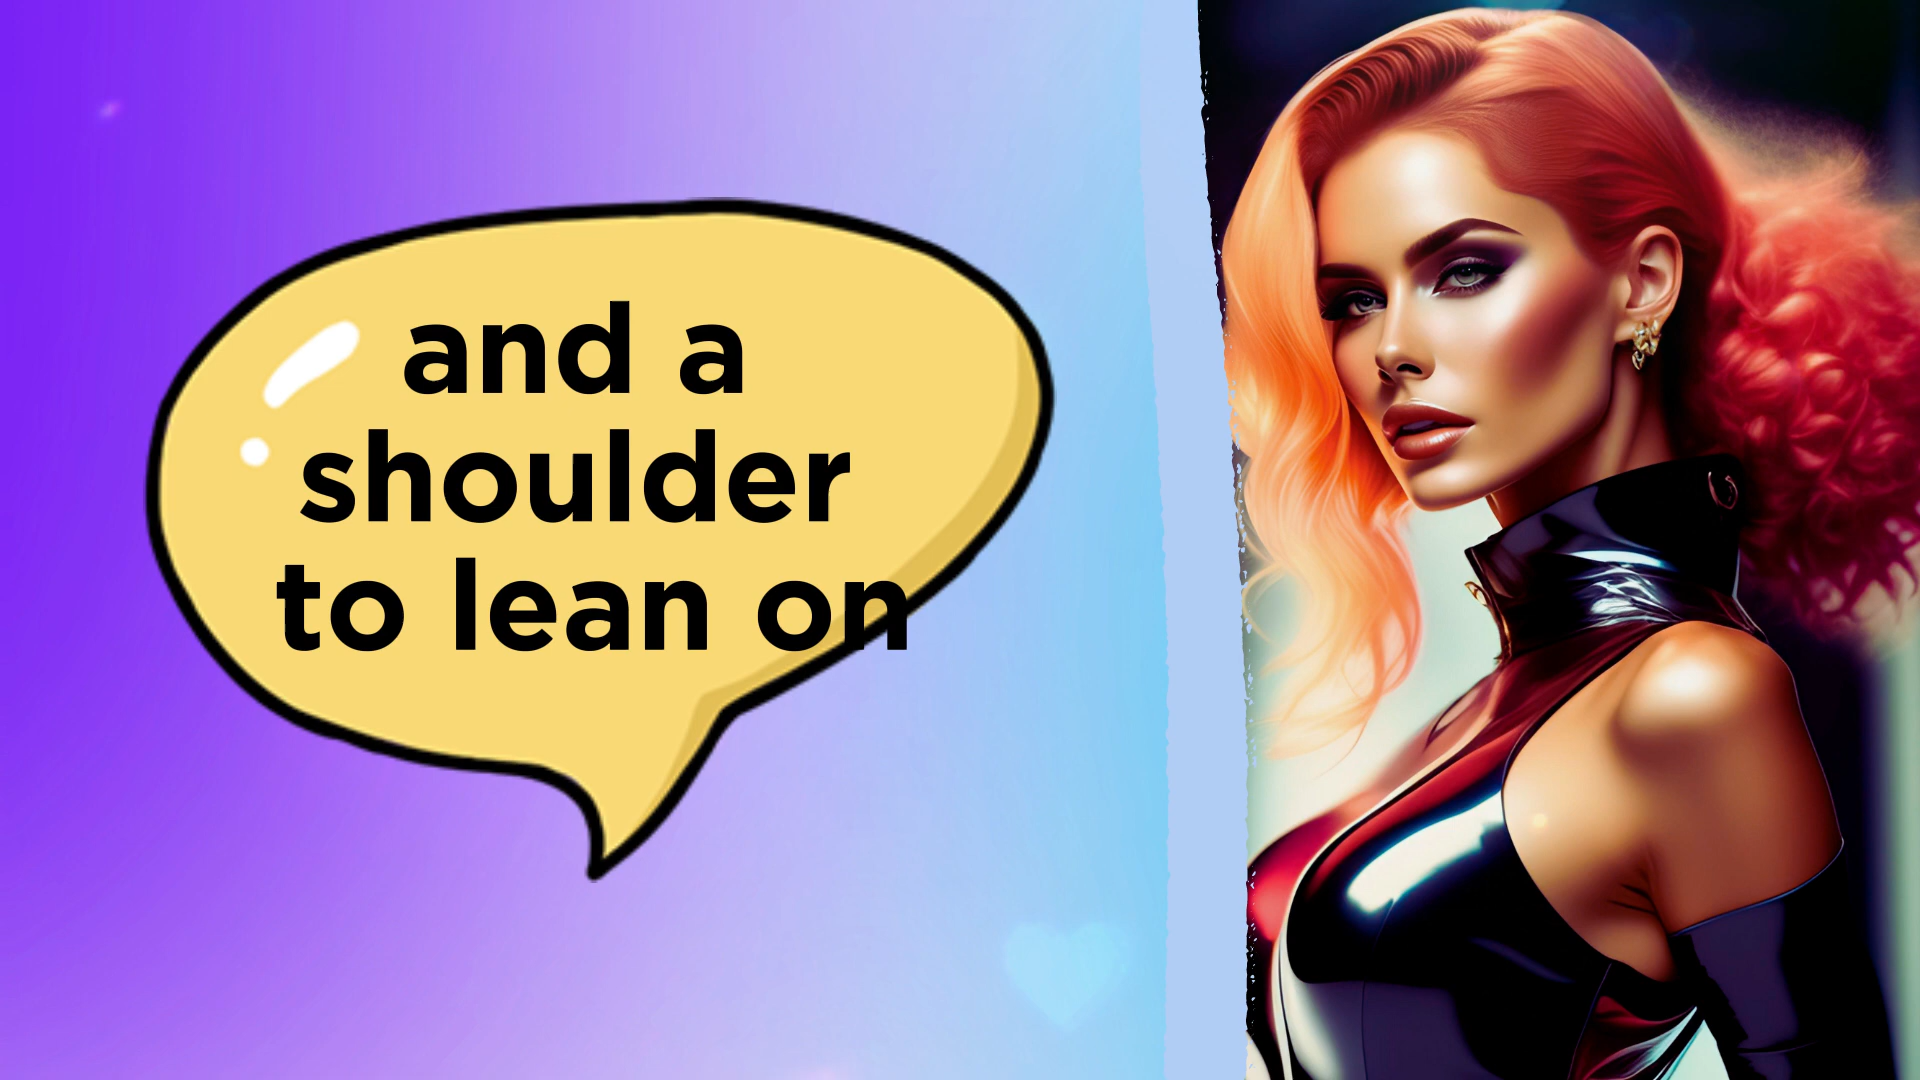 and a
shoulder
to lean on